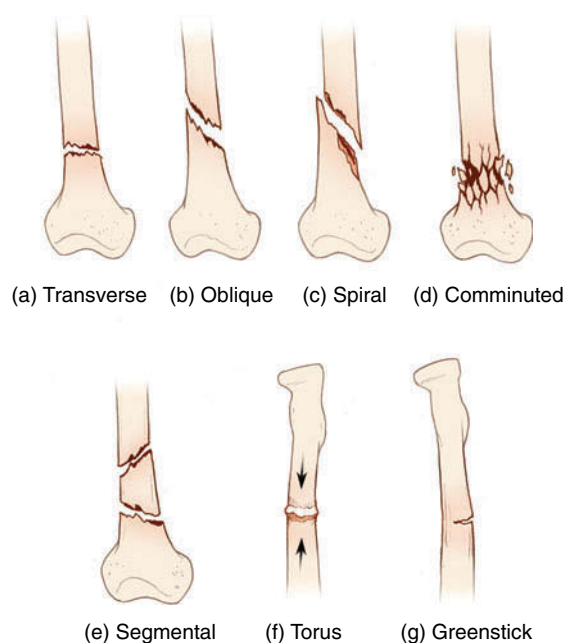 (a) Transverse (b) Oblique (c) Spiral (d) Comminuted
(e) Segmental (f) Torus (g) Greenstick